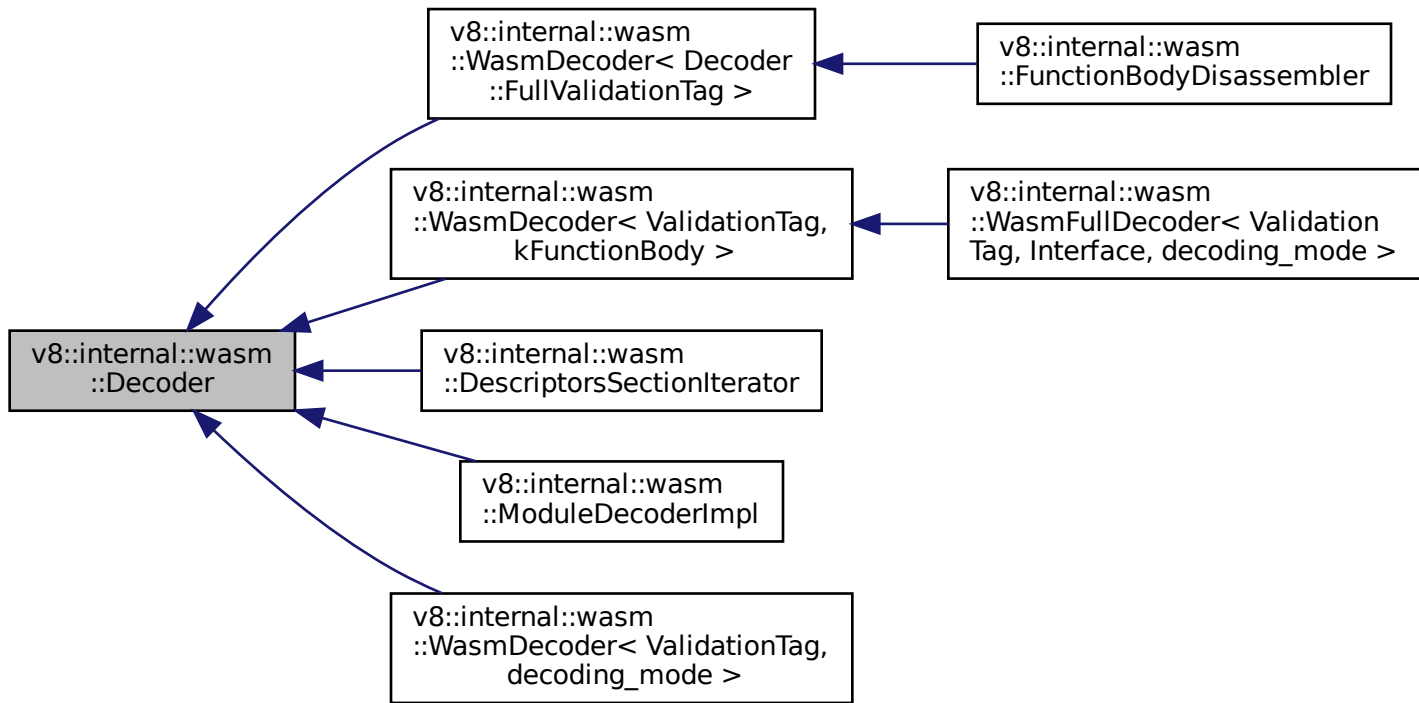 v8::internal::wasm
::WasmDecoder< Decoder
::FullValidationTag >
v8::internal::wasm
::FunctionBodyDisassembler
v8::internal::wasm
::WasmDecoder< ValidationTag,
kFunctionBody >
v8::internal::wasm
::WasmFullDecoder< Validation
Tag, Interface, decoding_mode >
v8::internal::wasm
::Decoder
v8::internal::wasm
::DescriptorsSectionIterator
v8::internal::wasm
::ModuleDecoderImpl
v8::internal::wasm
::WasmDecoder< ValidationTag,
decoding_mode >